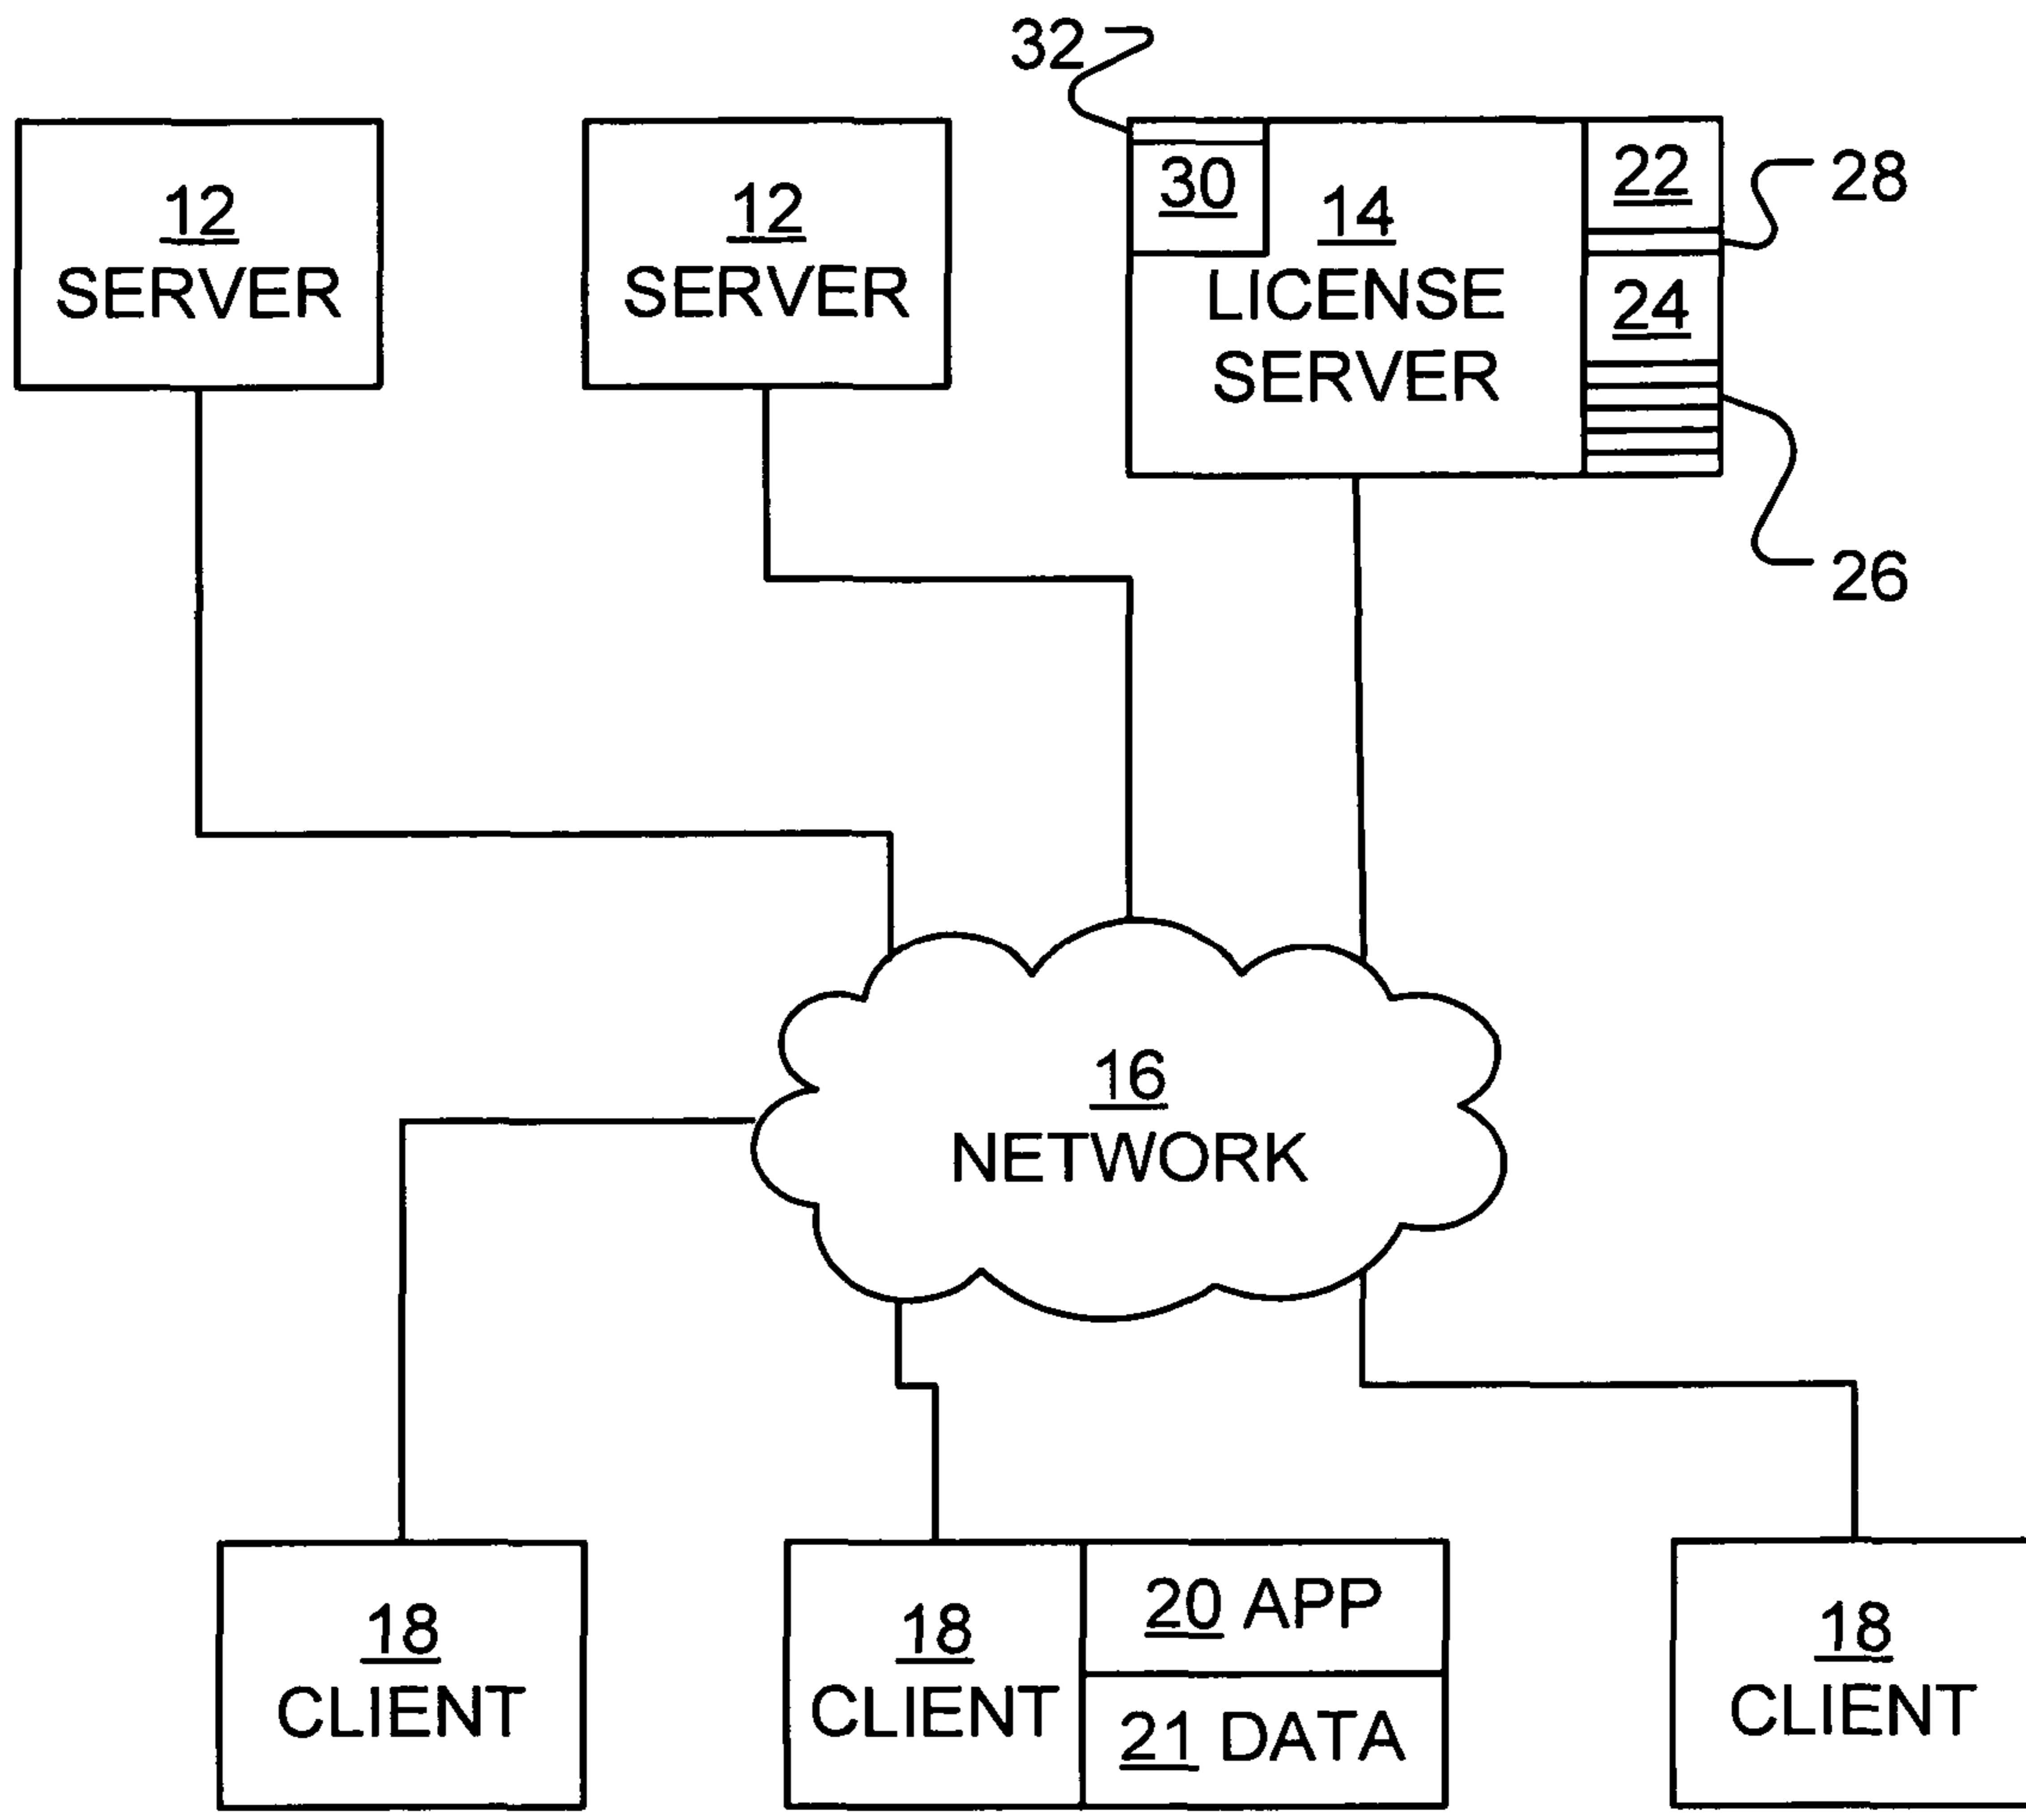 32
12
SERVER
12
SERVER
30
14
LICENSE
SERVER
22
28
24
26
16
NETWORK
18
CLIENT
18
CLIENT
20 APP
21 DATA
18
CLIENT